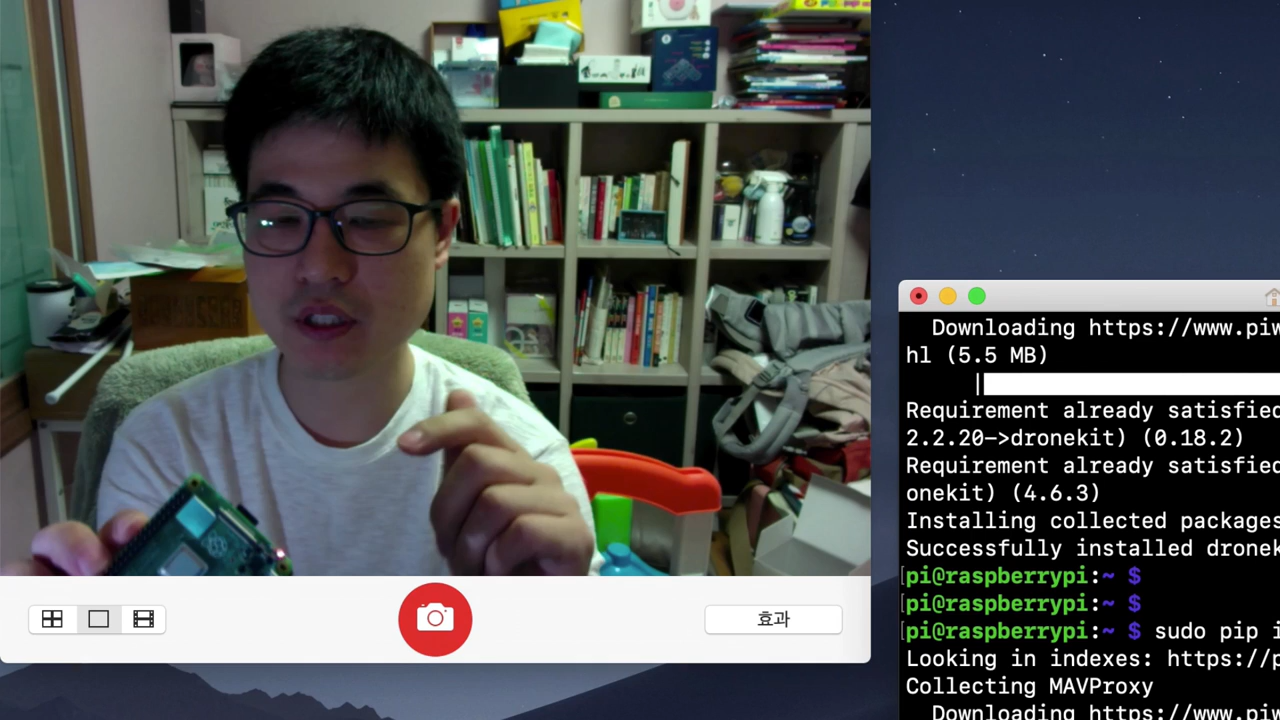 효과
Downloading https://www.piw
hl (5.5 MB)
Requirement already satisfied
2.2.20->dronekit) (0.18.2)
Requirement already satisfied
onekit) (4.6.3)
Installing collected packages
Successfully installed dronek
pi@raspberrypi:~ $
pi@raspberrypi:~ $
pi@raspberrypi:~ $ sudo pip i
Looking in indexes: https://p
Collecting MAVProxy
Downloading https://www.piw